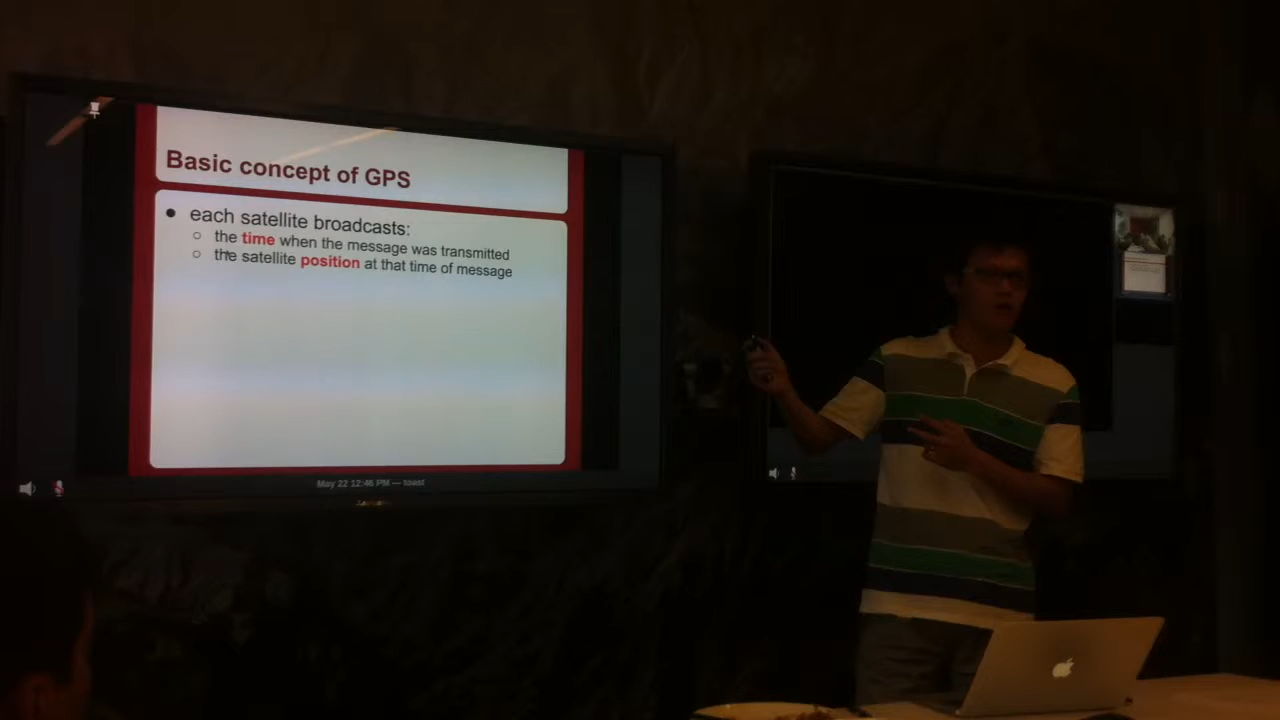 Basic concept of GPS
● each satellite broadcasts:
○ the time when the message was transmitted
○ the satellite position at that time of message
May 22 12:46 PM — toast